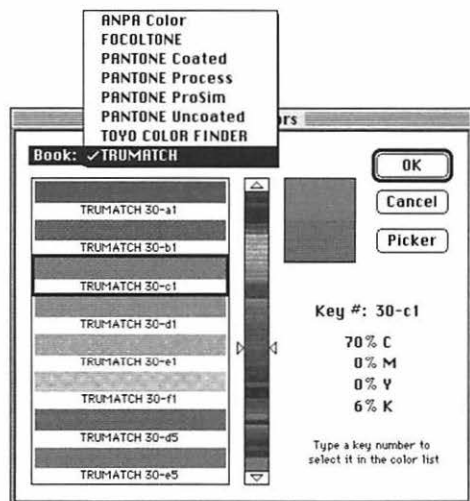 ANPA Color
FOCOLTONE
PANTONE Coated
PANTONE Process
PANTONE ProSim
PANTONE Uncoated
TOYO COLOR FINDER
ors
Book: ✓TRUMATCH
OK
Cancel
Picker
TRUMATCH 30-a1
TRUMATCH 30-b1
TRUMATCH 30-c1
TRUMATCH 30-d1
TRUMATCH 30-e1
TRUMATCH 30-f1
TRUMATCH 30-d5
TRUMATCH 30-e5
Key #: 30-c1
70% C
0% M
0% Y
6% K
Type a key number to
select it in the color list